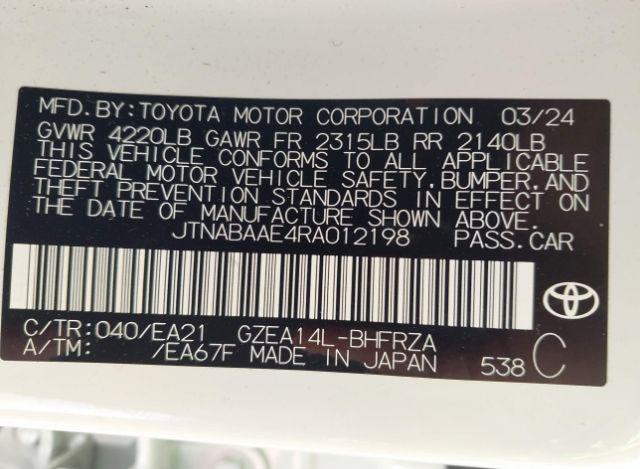 MFD.BY:TOYOTA MOTOR CORPORATION 03/24
GVWR 4220LB GAWR FR 2315LB RR 2140LB
THIS VEHICLE CONFORMS TO ALL APPLICABLE
FEDERAL MOTOR VEHICLE SAFETY,BUMPER,AND
THEFT PREVENTION STANDARDS IN EFFECT ON
THE DATE OF MANUFACTURE SHOWN ABOVE.
JTNABAAE4RA012198 PASS.CAR
C/TR:040/EA21 GZEA14L-BHFRZA
A/TM: /EA67F MADE IN JAPAN 538 C